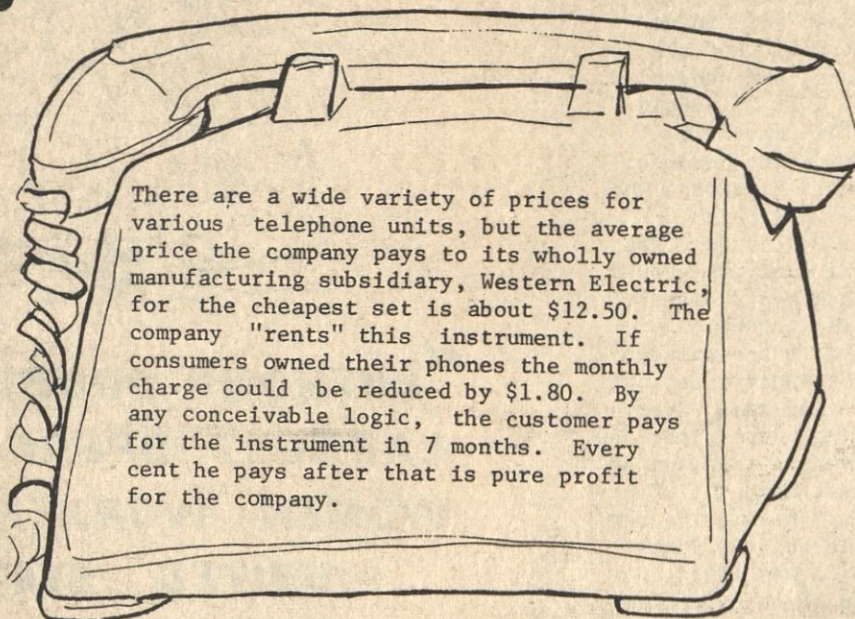 There are a wide variety of prices for
various telephone units, but the average
price the company pays to its wholly owned
manufacturing subsidiary, Western Electric,
for the cheapest set is about $12.50. The
company "rents" this instrument. If
consumers owned their phones the monthly
charge could be reduced by $1.80. By
any conceivable logic, the customer pays
for the instrument in 7 months. Every
cent he pays after that is pure profit
for the company.